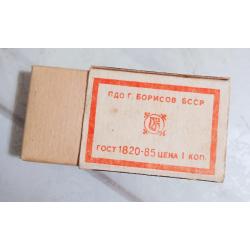 ПДО Г. БОРИСОВ БССР
ГОСТ 1820-85 ЦЕНА 1 КОП.